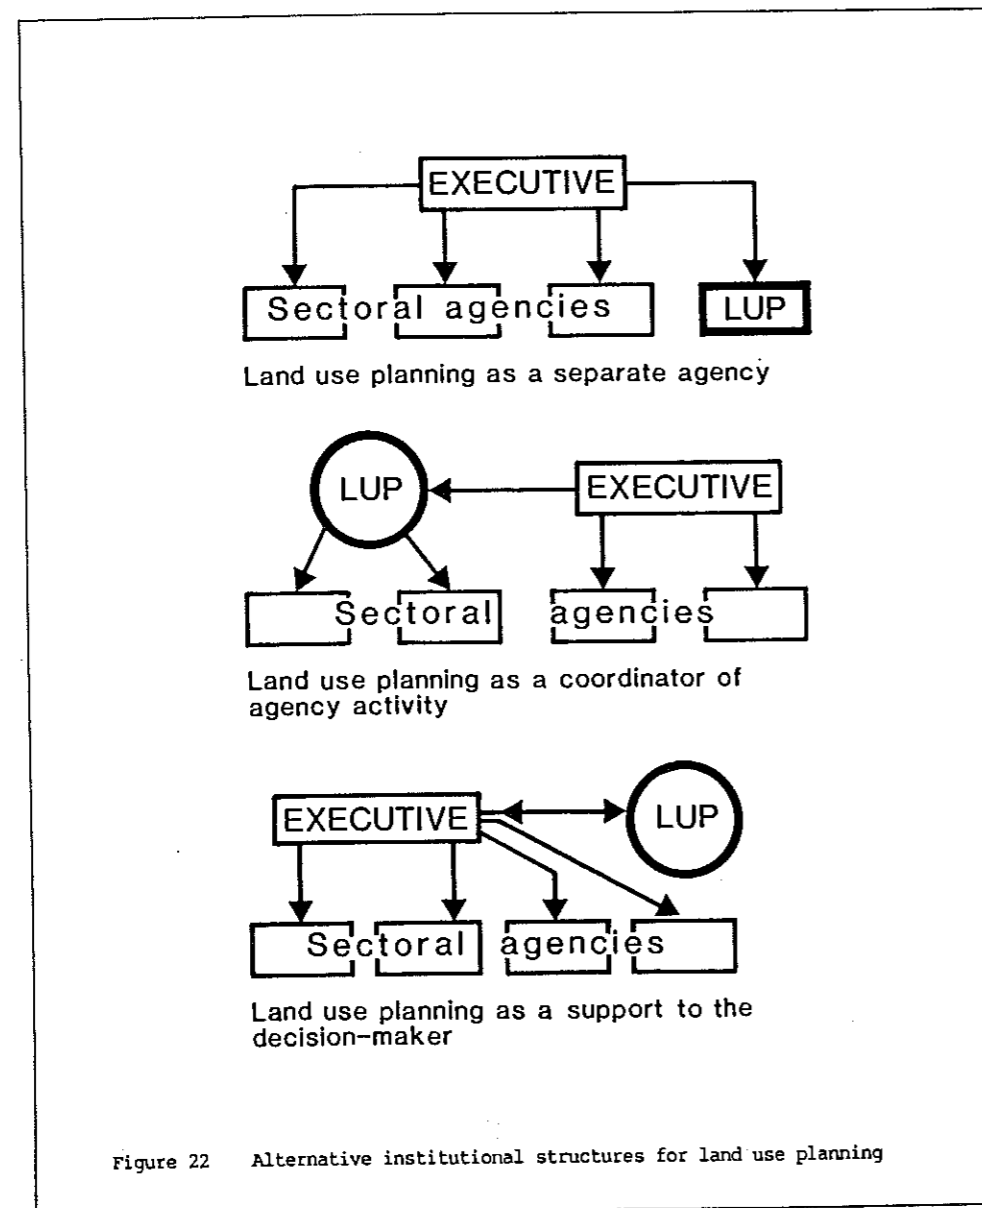 EXECUTIVE
Sectoral agencies
LUP
Land use planning as a separate agency
LUP
EXECUTIVE
Sectoral agencies
Land use planning as a coordinator of
agency activity
EXECUTIVE
LUP
Sectoral agencies
Land use planning as a support to the
decision-maker
Figure 22 Alternative institutional structures for land use planning